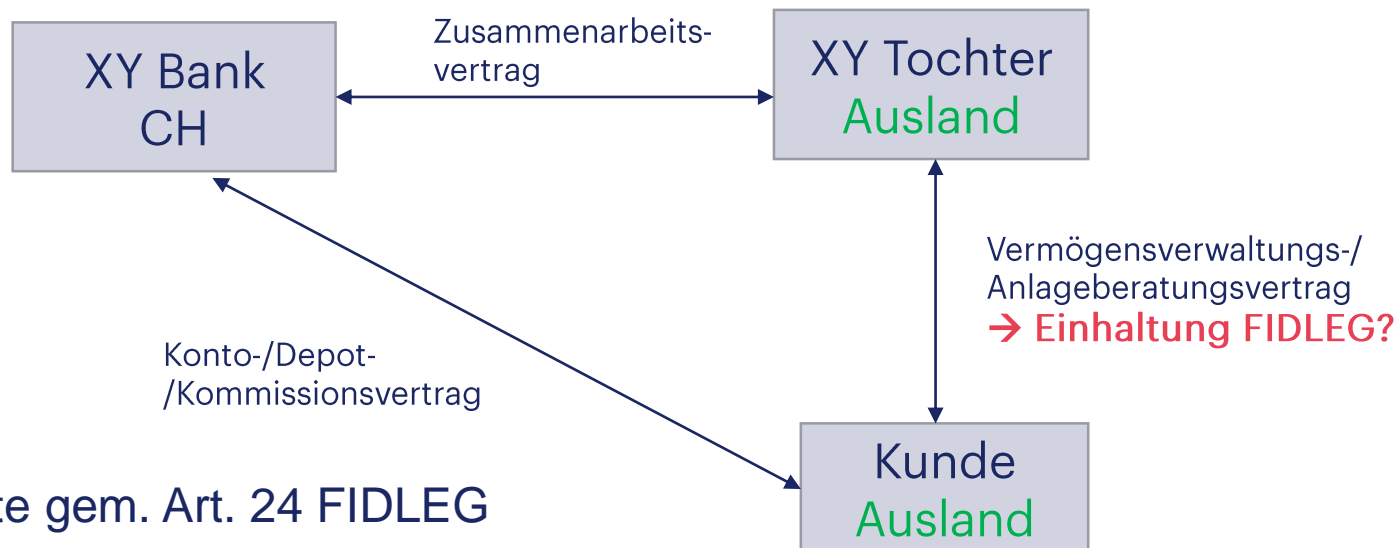 XY Bank
CH
Zusammenarbeits-
vertrag
XY Tochter
Ausland
Vermögensverwaltungs-/
Anlageberatungsvertrag
→ Einhaltung FIDLEG?
Konto-/Depot-
/Kommissionsvertrag
Kunde
Ausland
gem. Art. 24 FIDLEG